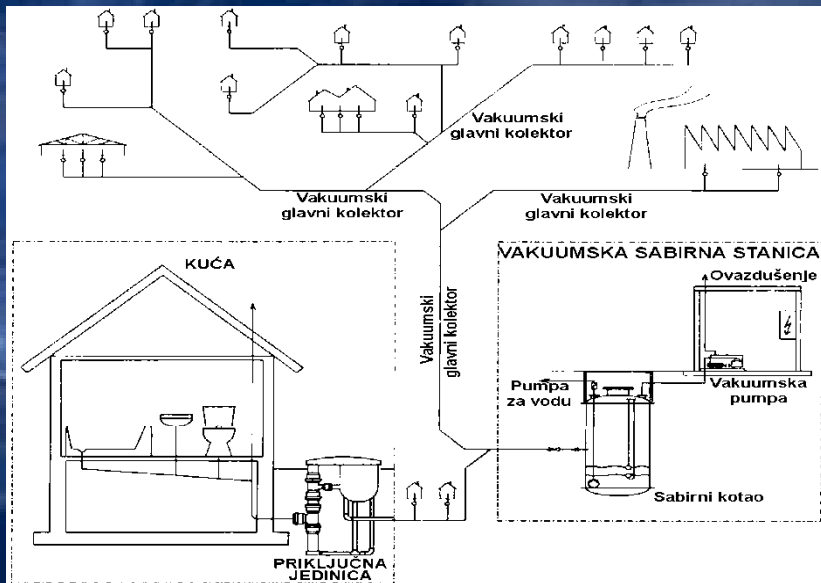 Vakuumski
glavni kolektor
Vakuumski
glavni kolektor
Vakuumski
glavni kolektor
KUĆA
Vakuumski
glavni kolektor
VAKUUMSKA SABIRNA STANICA
Ovazdušenje
Pumpa
za vodu
Vakuumska
pumpa
Sabirni kotao
PRIKLJUČNA
JEDINICA